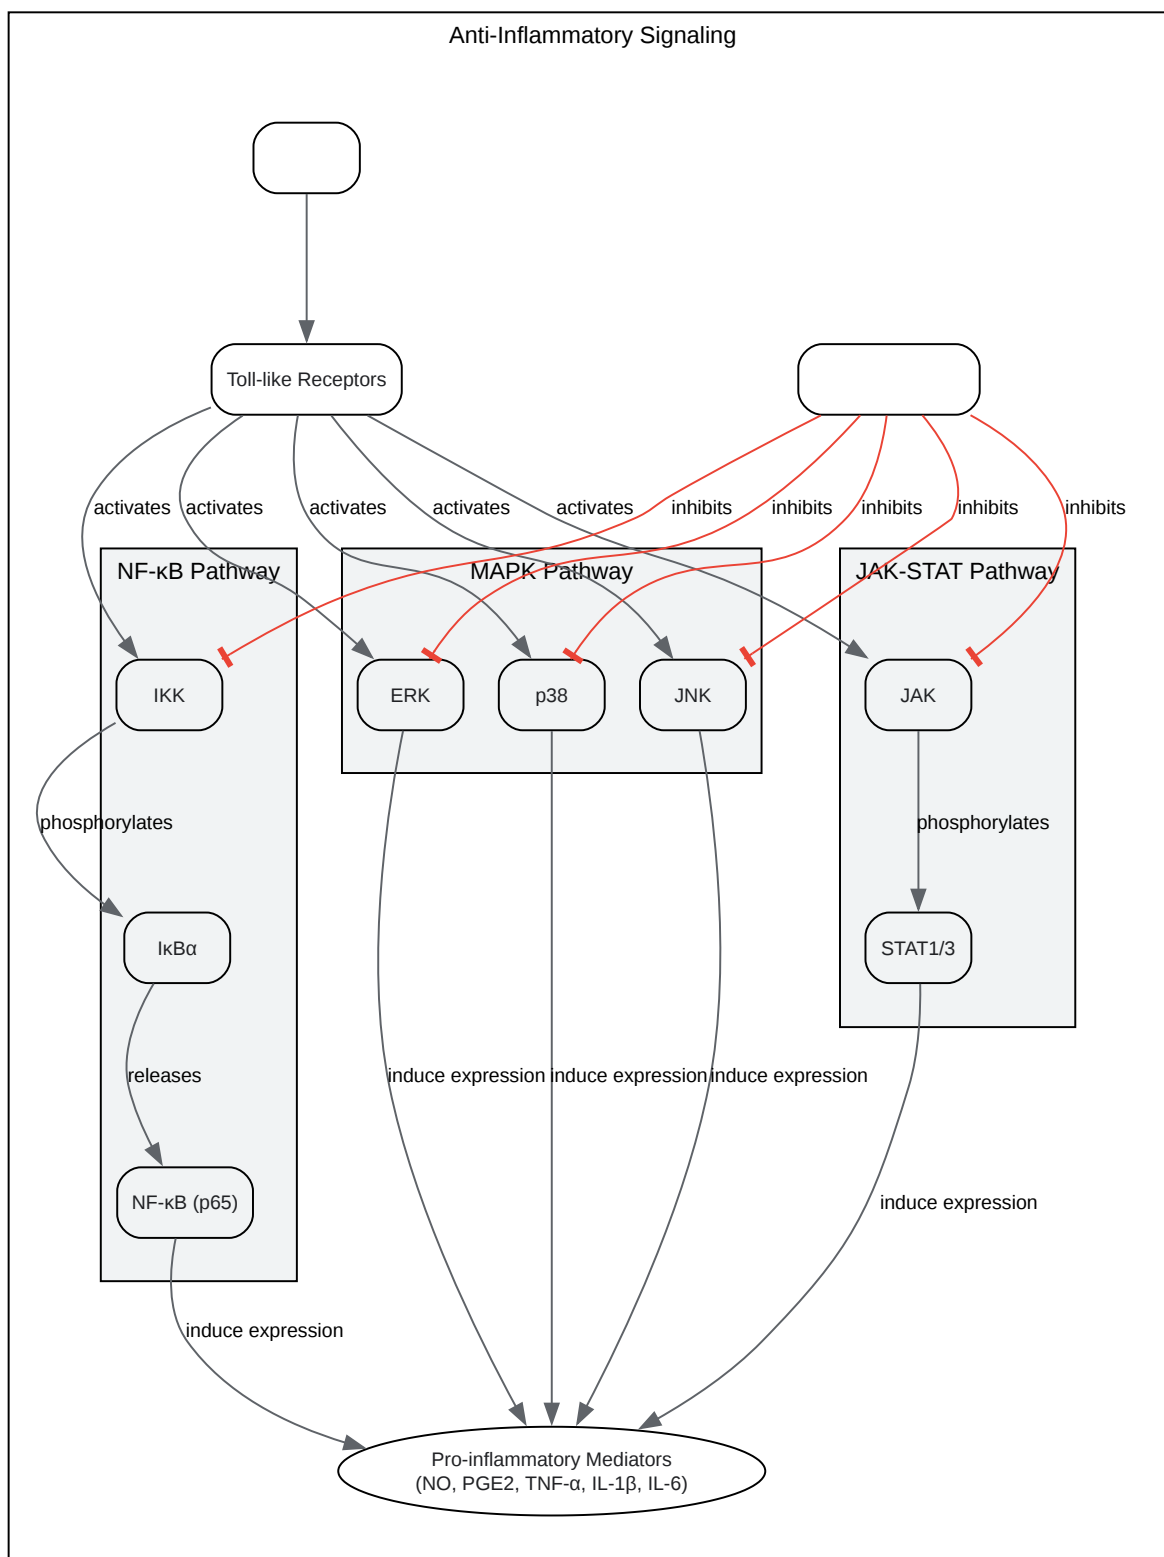 Anti-Inflammatory Signaling
Toll-like Receptors
activates activates activates activates activates inhibits inhibits inhibits inhibits inhibits
NF-κB Pathway MAPK Pathway JAK-STAT Pathway
IKK ERK p38 JNK JAK
phosphorylates phosphorylates
IκBα STAT1/3
releases induce expression induce expression induce expression
NF-κB (p65) induce expression
induce expression
Pro-inflammatory Mediators
(NO, PGE2, TNF-α, IL-1β, IL-6)